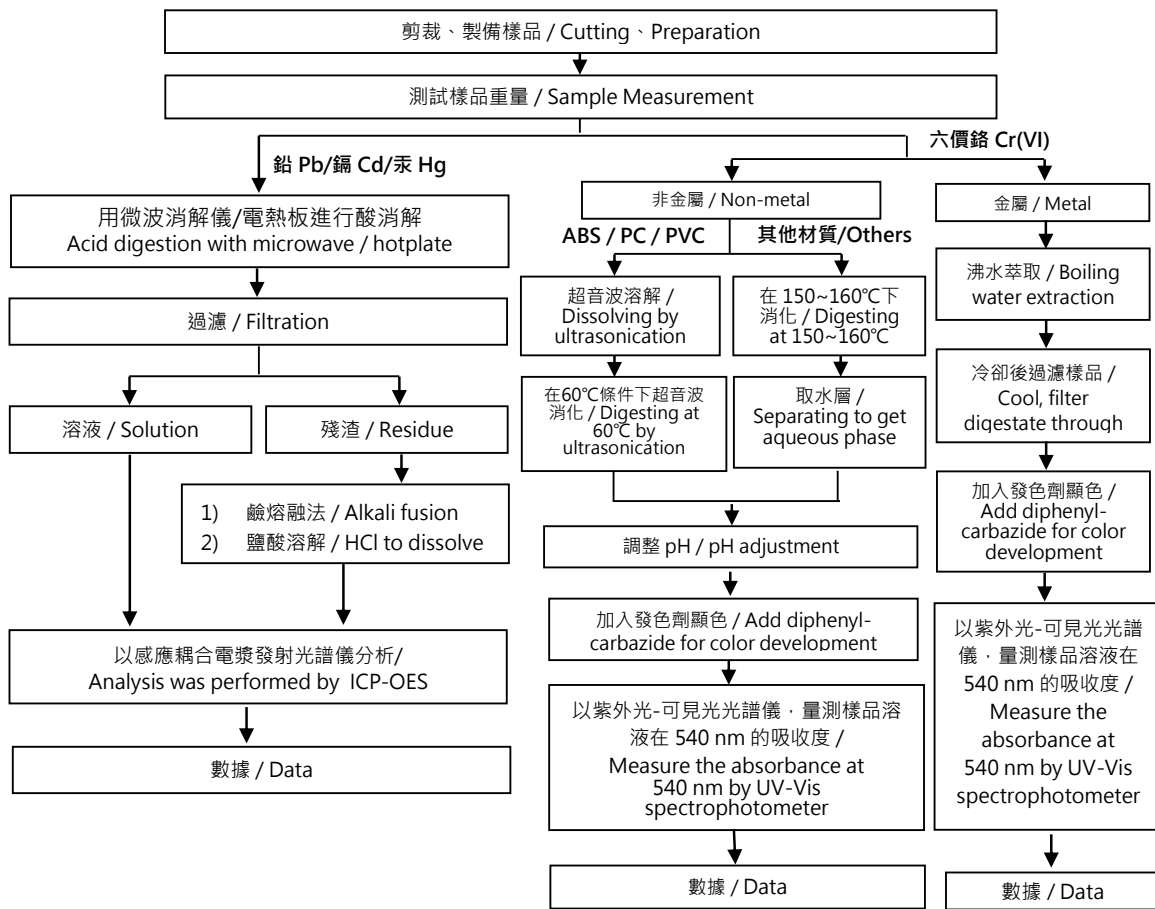 剪裁、製備樣品 / Cutting、Preparation
測試樣品重量 / Sample Measurement
鉛 Pb/鎘 Cd/汞 Hg
用微波消解儀/電熱板進行酸消解
Acid digestion with microwave / hotplate
過濾 / Filtration
溶液 / Solution
殘渣 / Residue
1) 鹼熔融法 / Alkali fusion
2) 鹽酸溶解 / HCl to dissolve
以感應耦合電漿發射光譜儀分析/
Analysis was performed by ICP-OES
數據 / Data
六價鉻 Cr(VI)
非金屬 / Non-metal
ABS / PC / PVC
超音波溶解 /
Dissolving by
ultrasonication
在60℃條件下超音波
消化 / Digesting at
60℃ by
ultrasonication
其他材質/Others
在 150~160℃下
消化 / Digesting
at 150~160℃
取水層 /
Separating to get
aqueous phase
調整 pH / pH adjustment
加入發色劑顯色 / Add diphenyl-
carbazide for color development
以紫外光-可見光光譜儀，量測樣品溶
液在 540 nm 的吸收度 /
Measure the absorbance at
540 nm by UV-Vis
spectrophotometer
數據 / Data
金屬 / Metal
沸水萃取 / Boiling
water extraction
冷卻後過濾樣品 /
Cool, filter
digestate through
加入發色劑顯色 /
Add diphenyl-
carbazide for color
development
以紫外光-可見光光譜
儀，量測樣品溶液在
540 nm 的吸收度 /
Measure the
absorbance at
540 nm by UV-Vis
spectrophotometer
數據 / Data